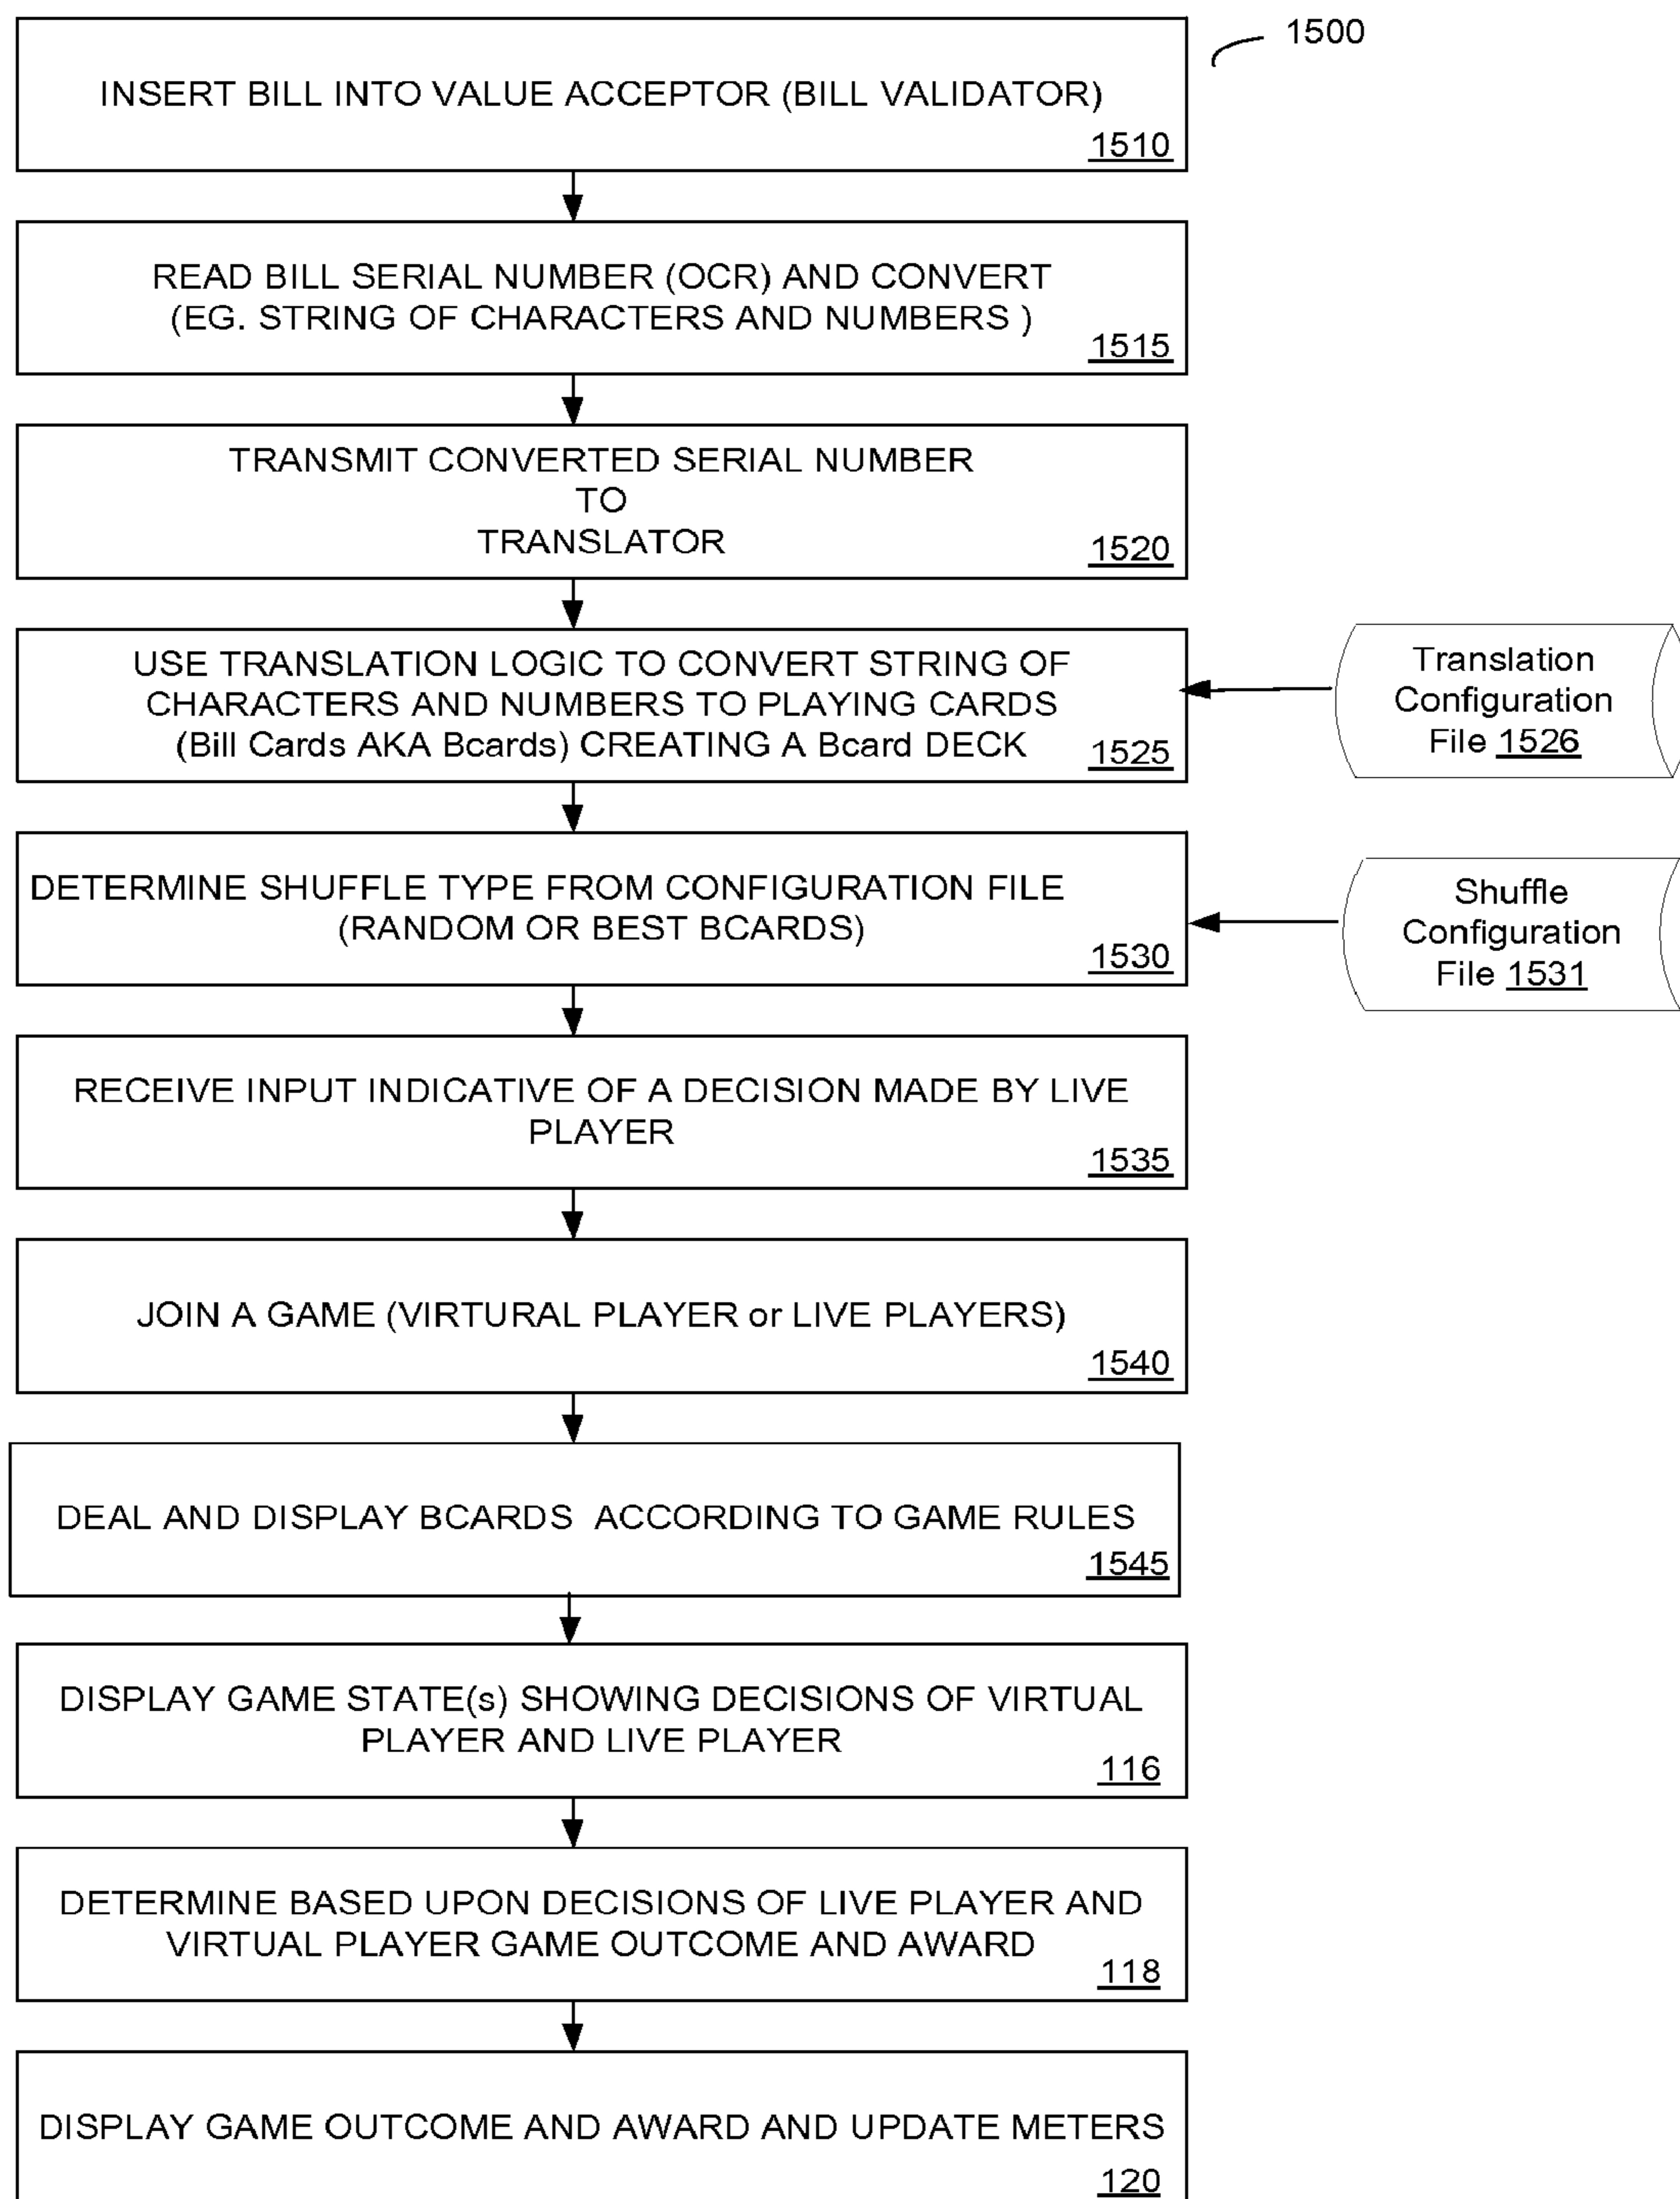 1500
INSERT BILL INTO VALUE ACCEPTOR (BILL VALIDATOR)
1510
READ BILL SERIAL NUMBER (OCR) AND CONVERT
(EG. STRING OF CHARACTERS AND NUMBERS )
1515
TRANSMIT CONVERTED SERIAL NUMBER
TO
TRANSLATOR
1520
USE TRANSLATION LOGIC TO CONVERT STRING OF
CHARACTERS AND NUMBERS TO PLAYING CARDS
(Bill Cards AKA Bcards) CREATING A Bcard DECK
1525
Translation
Configuration
File 1526
DETERMINE SHUFFLE TYPE FROM CONFIGURATION FILE
(RANDOM OR BEST BCARDS)
1530
Shuffle
Configuration
File 1531
RECEIVE INPUT INDICATIVE OF A DECISION MADE BY LIVE
PLAYER
1535
JOIN A GAME (VIRTURAL PLAYER or LIVE PLAYERS)
1540
DEAL AND DISPLAY BCARDS ACCORDING TO GAME RULES
1545
DISPLAY GAME STATE(s) SHOWING DECISIONS OF VIRTUAL
PLAYER AND LIVE PLAYER
116
DETERMINE BASED UPON DECISIONS OF LIVE PLAYER AND
VIRTUAL PLAYER GAME OUTCOME AND AWARD
118
DISPLAY GAME OUTCOME AND AWARD AND UPDATE METERS
120